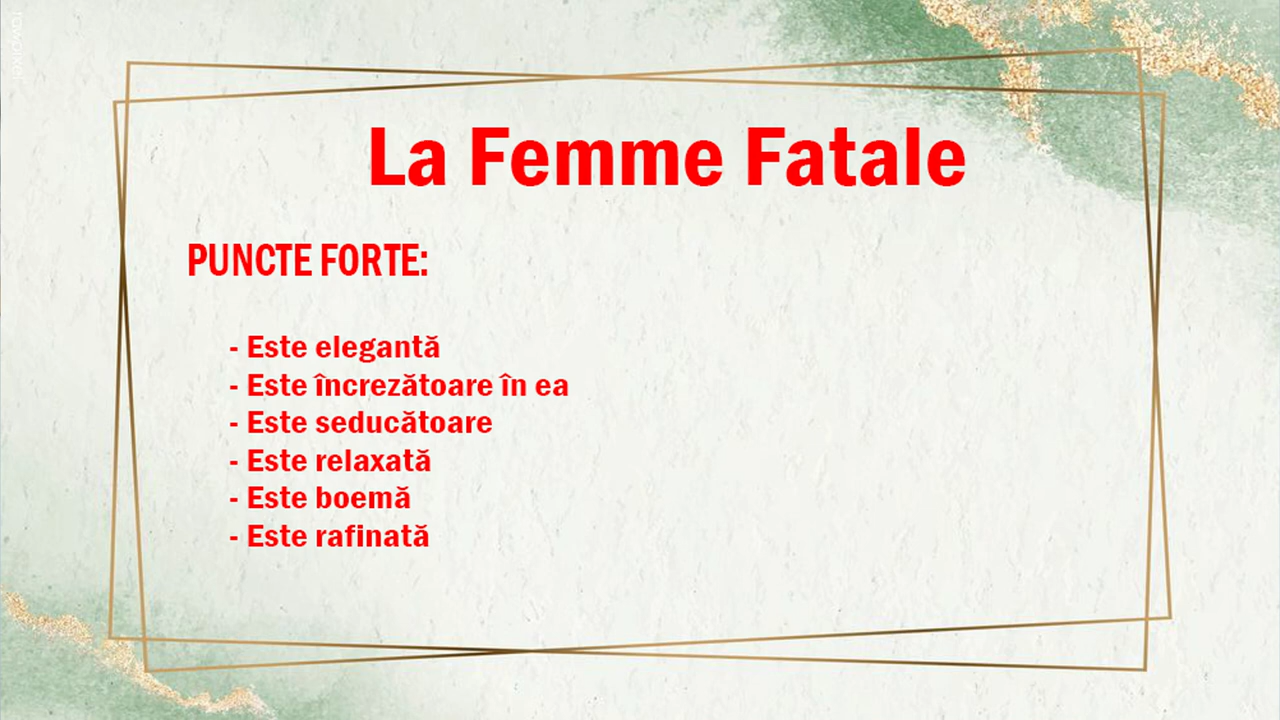 La Femme Fatale
PUNCTE FORTE:
- Este elegantă
- Este încrezătoare în ea
- Este seducătoare
- Este relaxată
- Este boemă
- Este rafinată